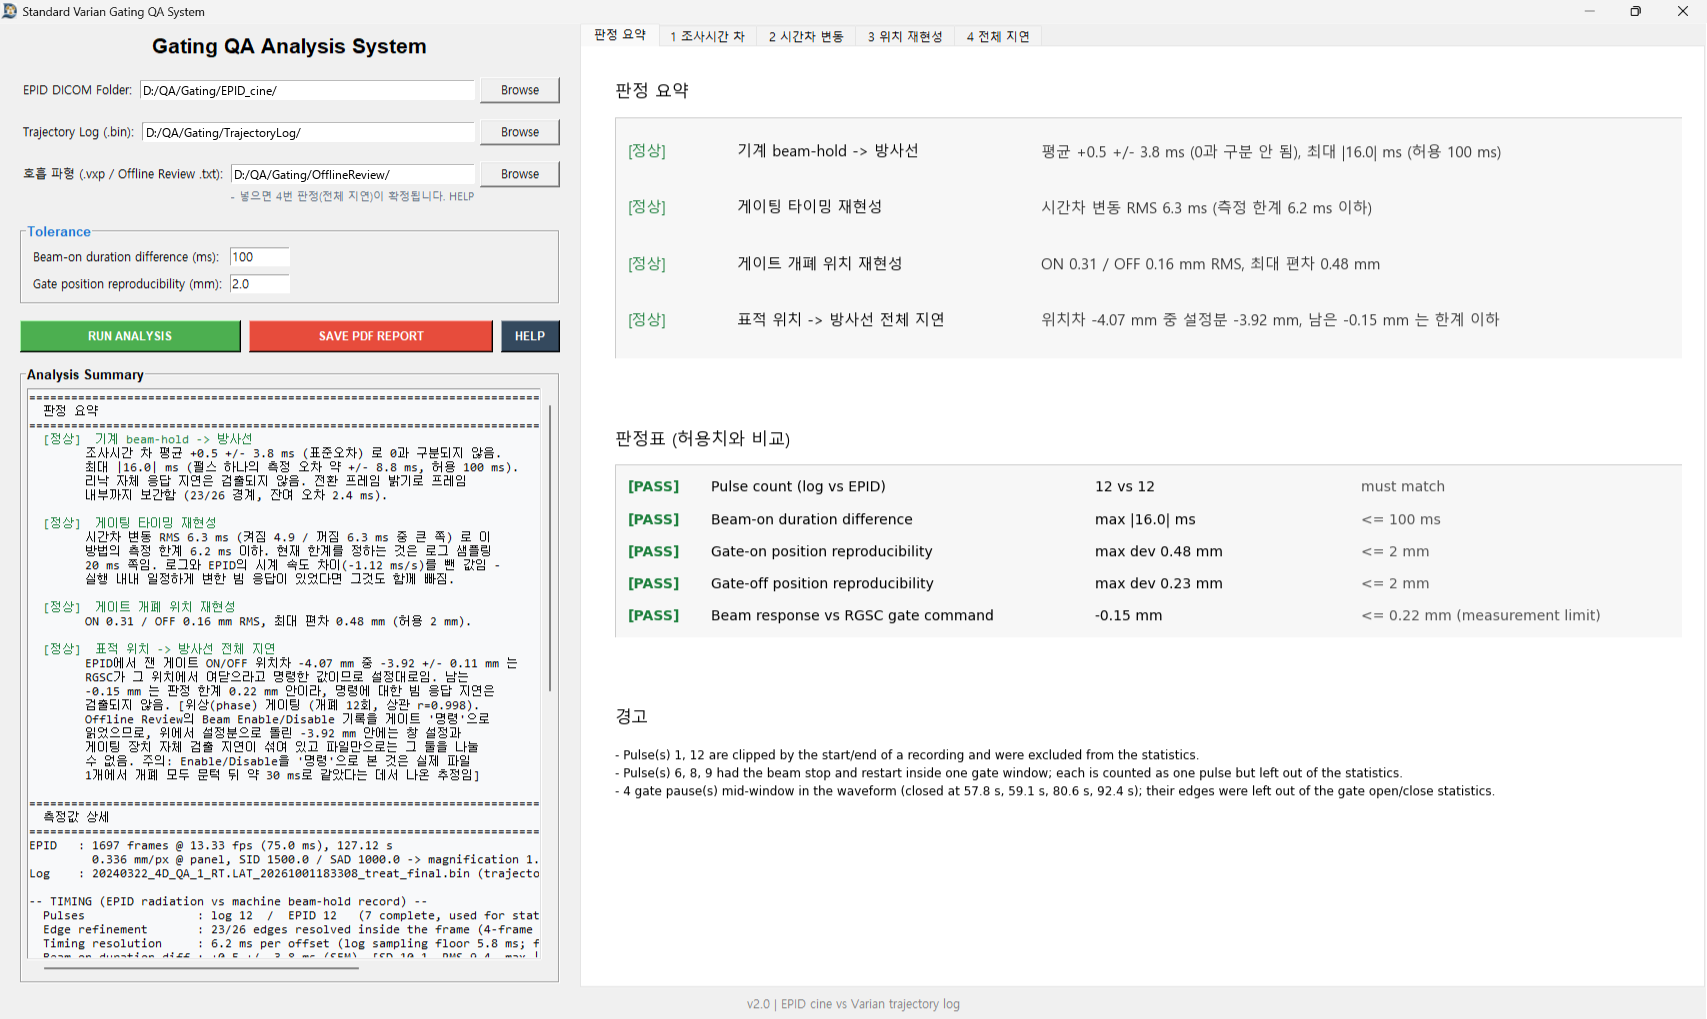 Standard Varian Gating QA System
Gating QA Analysis System
EPID DICOM Folder: D:/QA/Gating/EPID_cine/ Browse
Trajectory Log (.bin): D:/QA/Gating/TrajectoryLog/ Browse
호흡 파형 (.vxp / Offline Review .txt): D:/QA/Gating/OfflineReview/ Browse
- 넣으면 4번 판정(전체 지연)이 확정됩니다. HELP
Tolerance
Beam-on duration difference (ms): 100
Gate position reproducibility (mm): 2.0
RUN ANALYSIS SAVE PDF REPORT HELP
Analysis Summary
==========================================================================
판정 요약
==========================================================================
[정상] 기계 beam-hold -> 방사선
조사시간 차 평균 +0.5 +/- 3.8 ms (표준오차) 로 0과 구분되지 않음.
최대 |16.0| ms (펄스 하나의 측정 오차 약 +/- 8.8 ms, 허용 100 ms).
리낙 자체 응답 지연은 검출되지 않음. 전환 프레임 밝기로 프레임
내부까지 보간함 (23/26 경계, 잔여 오차 2.4 ms).
[정상] 게이팅 타이밍 재현성
시간차 변동 RMS 6.3 ms (켜짐 4.9 / 꺼짐 6.3 ms 중 큰 쪽) 로 이
방법의 측정 한계 6.2 ms 이하. 현재 한계를 정하는 것은 로그 샘플링
20 ms 쪽임. 로그와 EPID의 시계 속도 차이(-1.12 ms/s)를 뺀 값임 -
실행 내내 일정하게 변한 빔 응답이 있었다면 그것도 함께 빠짐.
[정상] 게이트 개폐 위치 재현성
ON 0.31 / OFF 0.16 mm RMS, 최대 편차 0.48 mm (허용 2 mm).
[정상] 표적 위치 -> 방사선 전체 지연
EPID에서 잰 게이트 ON/OFF 위치차 -4.07 mm 중 -3.92 +/- 0.11 mm 는
RGSC가 그 위치에서 여닫으라고 명령한 값이므로 설정대로임. 남는
-0.15 mm 는 판정 한계 0.22 mm 안이라, 명령에 대한 빔 응답 지연은
검출되지 않음. [위상(phase) 게이팅 (개폐 12회, 상관 r=0.998).
Offline Review의 Beam Enable/Disable 기록을 게이트 '명령'으로
읽었으므로, 위에서 설정분으로 돌린 -3.92 mm 안에는 창 설정과
게이팅 장치 자체 검출 지연이 섞여 있고 파일만으로는 그 둘을 나눌
수 없음. 주의: Enable/Disable을 '명령'으로 본 것은 실제 파일
1개에서 개폐 모두 문턱 뒤 약 30 ms로 같았다는 데서 나온 추정임]
==========================================================================
측정값 상세
==========================================================================
EPID : 1697 frames @ 13.33 fps (75.0 ms), 127.12 s
0.336 mm/px @ panel, SID 1500.0 / SAD 1000.0 -> magnification 1.
Log : 20240322_4D_QA_1_RT.LAT_20261001183308_treat_final.bin (trajecto
-- TIMING (EPID radiation vs machine beam-hold record) --
Pulses : log 12 / EPID 12 (7 complete, used for stat
Edge refinement : 23/26 edges resolved inside the frame (4-frame
Timing resolution : 6.2 ms per offset (log sampling floor 5.8 ms; f
Beam-on duration diff : +0.5 +/- 3.8 ms (SEM) [SD 10.1, RMS 9.4, max |
판정 요약 1 조사시간 차 2 시간차 변동 3 위치 재현성 4 전체 지연
판정 요약
[정상] 기계 beam-hold -> 방사선 평균 +0.5 +/- 3.8 ms (0과 구분 안 됨), 최대 |16.0| ms (허용 100 ms)
[정상] 게이팅 타이밍 재현성 시간차 변동 RMS 6.3 ms (측정 한계 6.2 ms 이하)
[정상] 게이트 개폐 위치 재현성 ON 0.31 / OFF 0.16 mm RMS, 최대 편차 0.48 mm
[정상] 표적 위치 -> 방사선 전체 지연 위치차 -4.07 mm 중 설정분 -3.92 mm, 남은 -0.15 mm 는 한계 이하
판정표 (허용치와 비교)
[PASS] Pulse count (log vs EPID) 12 vs 12 must match
[PASS] Beam-on duration difference max |16.0| ms <= 100 ms
[PASS] Gate-on position reproducibility max dev 0.48 mm <= 2 mm
[PASS] Gate-off position reproducibility max dev 0.23 mm <= 2 mm
[PASS] Beam response vs RGSC gate command -0.15 mm <= 0.22 mm (measurement limit)
경고
- Pulse(s) 1, 12 are clipped by the start/end of a recording and were excluded from the statistics.
- Pulse(s) 6, 8, 9 had the beam stop and restart inside one gate window; each is counted as one pulse but left out of the statistics.
- 4 gate pause(s) mid-window in the waveform (closed at 57.8 s, 59.1 s, 80.6 s, 92.4 s); their edges were left out of the gate open/close statistics.
v2.0 | EPID cine vs Varian trajectory log